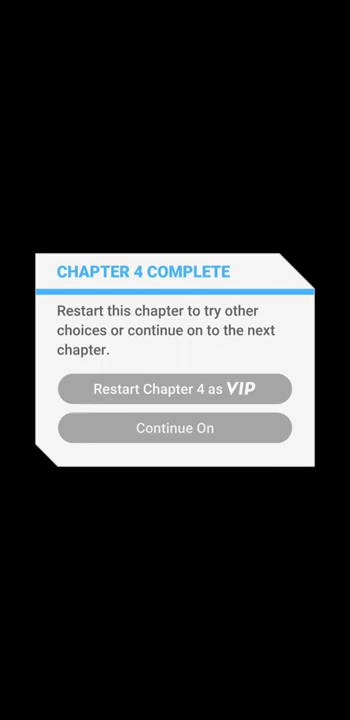 CHAPTER 4 COMPLETE
Restart this chapter to try other
choices or continue on to the next
chapter.
Restart Chapter 4 as VIP
Continue On